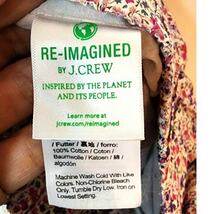 RE-IMAGINED
BY J.CREW
INSPIRED BY THE PLANET
AND ITS PEOPLE.
Learn more at
jcrew.com/reimagined
/ Futter / 裏地 / forro:
100% Cotton / Coton /
Baumwolle / Katoen / 綿 /
algodón
Machine Wash Cold With Like
Colors. Non-Chlorine Bleach
Only. Tumble Dry Low. Iron on
Lowest Setting.